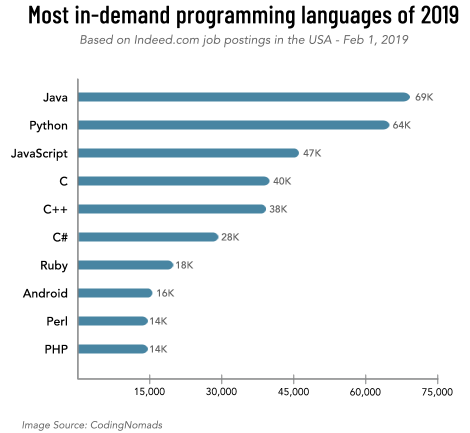 Most in-demand programming languages of 2019
Based on Indeed.com job postings in the USA - Feb 1, 2019
Java 69K
Python 64K
JavaScript 47K
C 40K
C++ 38K
C# 28K
Ruby 18K
Android 16K
Perl 14K
PHP 14K
15,000 30,000 45,000 60,000 75,000
Image Source: CodingNomads